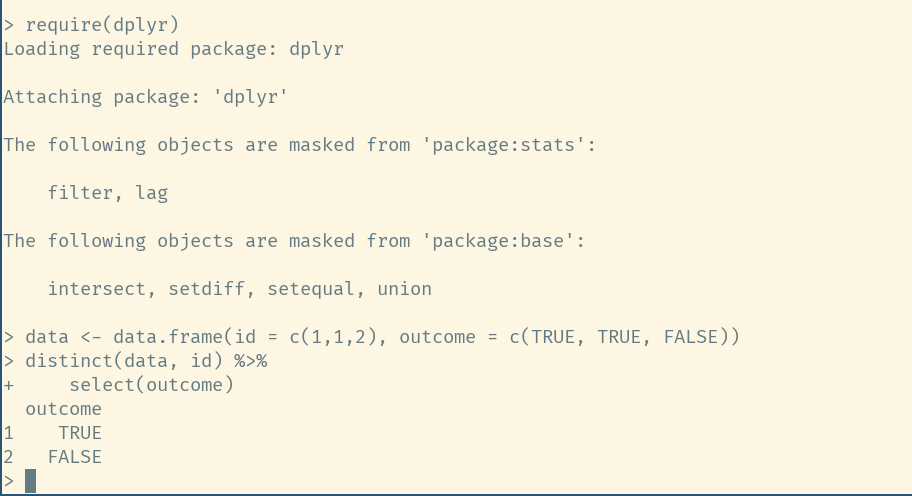 > require(dplyr)
Loading required package: dplyr
Attaching package: 'dplyr'
The following objects are masked from 'package:stats':
    filter, lag
The following objects are masked from 'package:base':
    intersect, setdiff, setequal, union
> data <- data.frame(id = c(1,1,2), outcome = c(TRUE, TRUE, FALSE))
> distinct(data, id) %>%
+     select(outcome)
  outcome
1    TRUE
2   FALSE
>